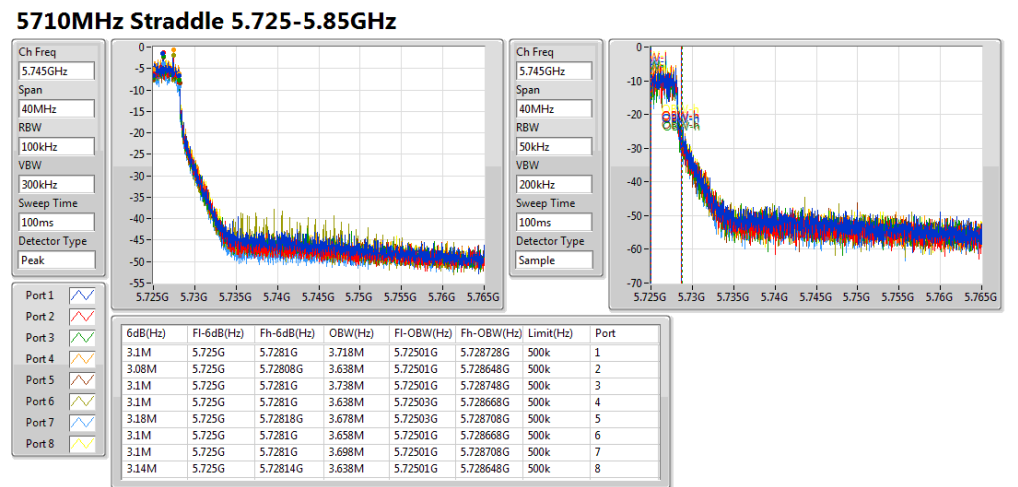 5710MHz Straddle 5.725-5.85GHz
Ch Freq
5.745GHz
Span
40MHz
RBW
100kHz
VBW
300kHz
Sweep Time
100ms
Detector Type
Peak
0
-5
-10
-15
-20
-25
-30
-35
-40
-45
-50
-55
5.725G 5.73G 5.735G 5.74G 5.745G 5.75G 5.755G 5.76G 5.765G
Ch Freq
5.745GHz
Span
40MHz
RBW
50kHz
VBW
200kHz
Sweep Time
100ms
Detector Type
Sample
0
-10
-20
-30
-40
-50
-60
-70
OBW-h
5.725G 5.73G 5.735G 5.74G 5.745G 5.75G 5.755G 5.76G 5.765G
Port 1
Port 2
Port 3
Port 4
Port 5
Port 6
Port 7
Port 8
6dB(Hz) Fl-6dB(Hz) Fh-6dB(Hz) OBW(Hz) Fl-OBW(Hz) Fh-OBW(Hz) Limit(Hz) Port
3.1M 5.725G 5.7281G 3.718M 5.72501G 5.728728G 500k 1
3.08M 5.725G 5.72808G 3.638M 5.72501G 5.728648G 500k 2
3.1M 5.725G 5.7281G 3.738M 5.72501G 5.728748G 500k 3
3.1M 5.725G 5.7281G 3.638M 5.72503G 5.728668G 500k 4
3.18M 5.725G 5.72818G 3.678M 5.72503G 5.728708G 500k 5
3.1M 5.725G 5.7281G 3.658M 5.72501G 5.728668G 500k 6
3.1M 5.725G 5.7281G 3.698M 5.72501G 5.728708G 500k 7
3.14M 5.725G 5.72814G 3.638M 5.72501G 5.728648G 500k 8